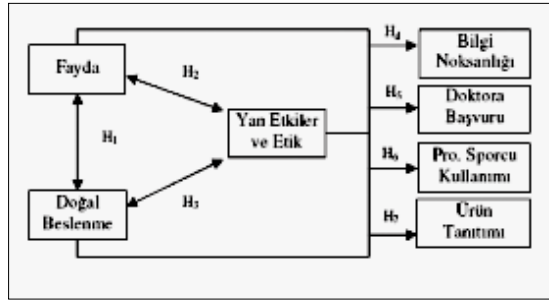 Fayda
H₁
Doğal
Beslenme
H₂
H₃
Yan Etkiler
ve Etik
H₄
Bilgi
Noksanlığı
H₅
Doktora
Başvuru
H₆
Pro. Sporcu
Kullanımı
H₇
Ürün
Tanıtımı